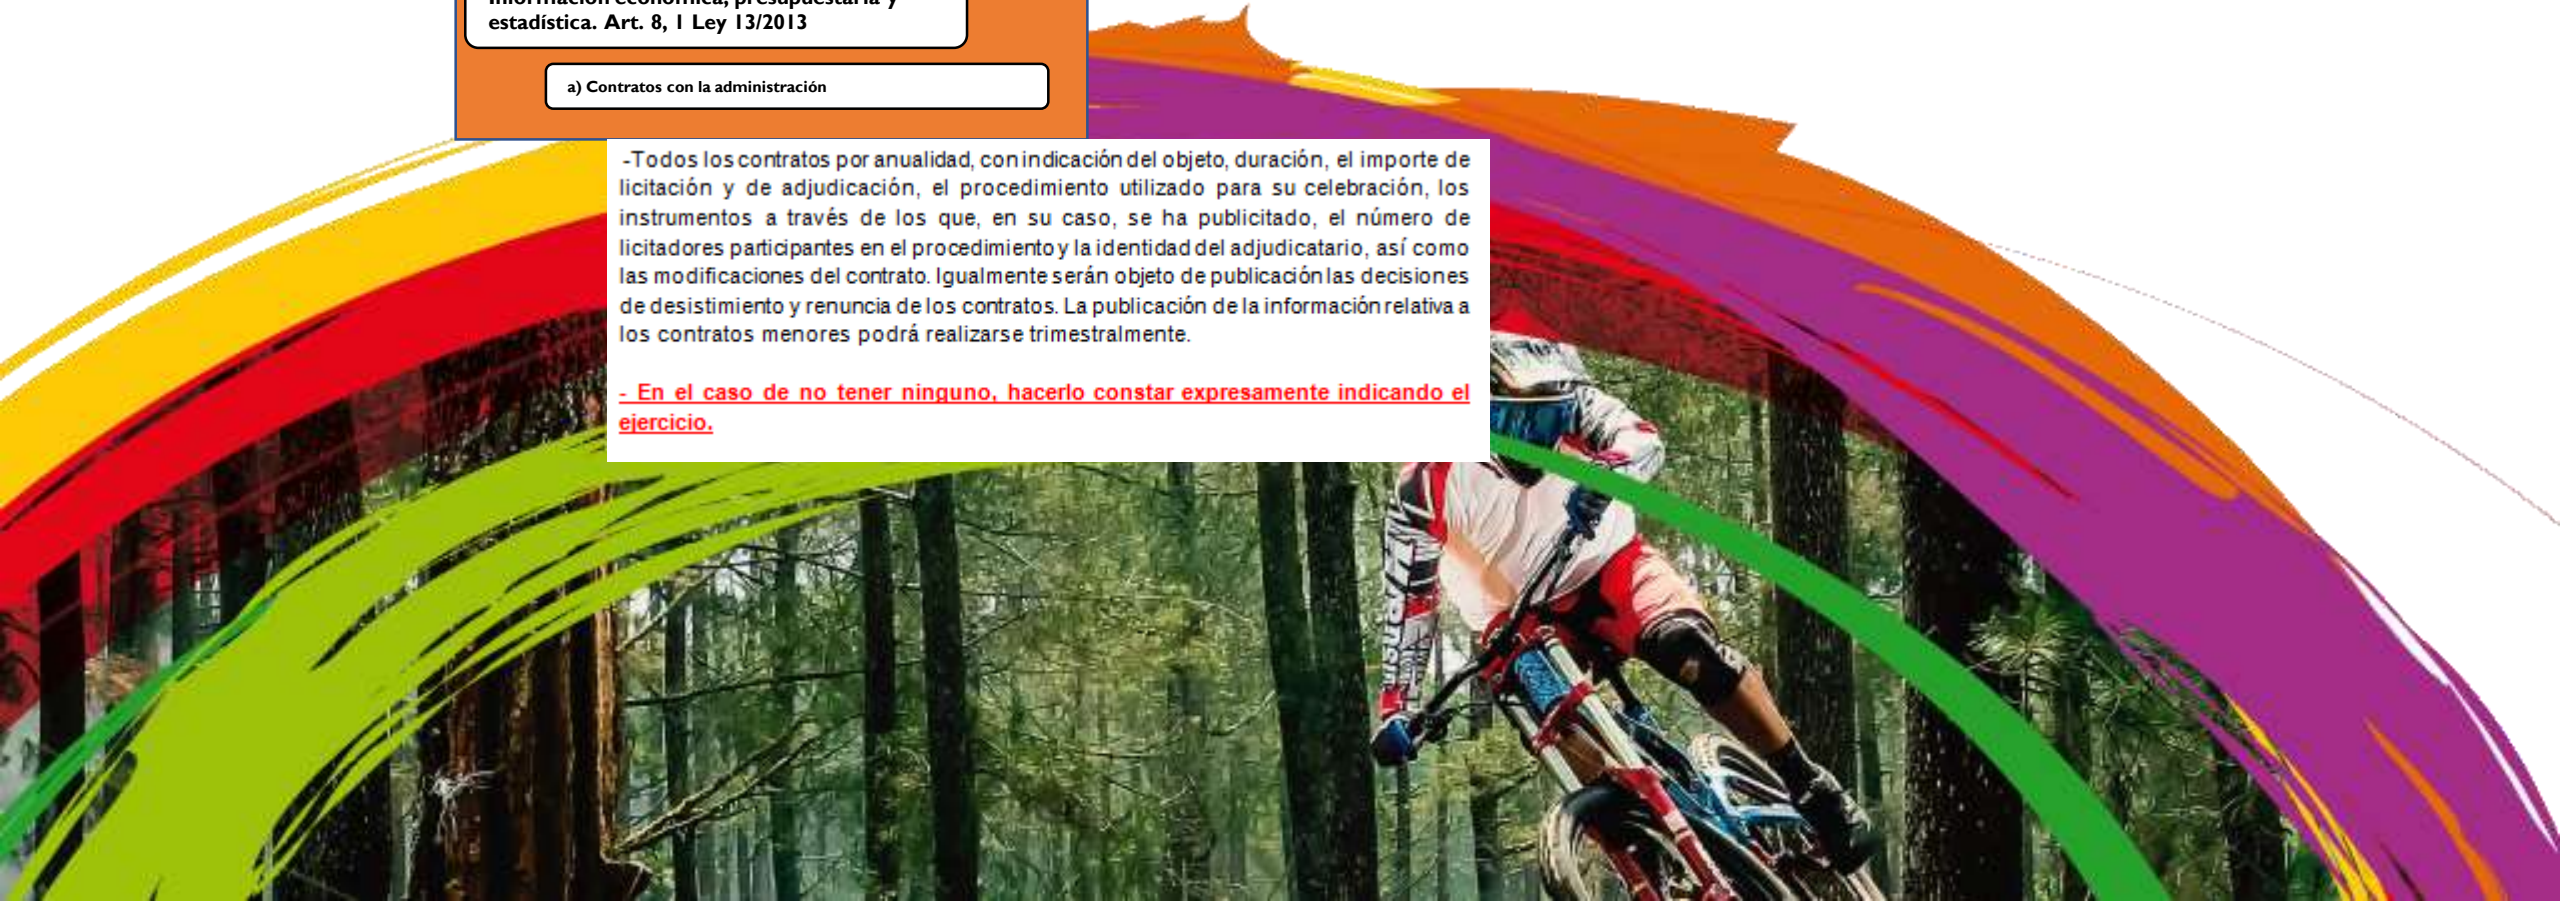 Información económica, presupuestaria y
estadística. Art. 8, 1 Ley 13/2013
a) Contratos con la administración
-Todos los contratos por anualidad, con indicación del objeto, duración, el importe de
licitación y de adjudicación, el procedimiento utilizado para su celebración, los
instrumentos a través de los que, en su caso, se ha publicitado, el número de
licitadores participantes en el procedimiento y la identidad del adjudicatario, así como
las modificaciones del contrato. Igualmente serán objeto de publicación las decisiones
de desistimiento y renuncia de los contratos. La publicación de la información relativa a
los contratos menores podrá realizarse trimestralmente.
- En el caso de no tener ninguno, hacerlo constar expresamente indicando el
ejercicio.